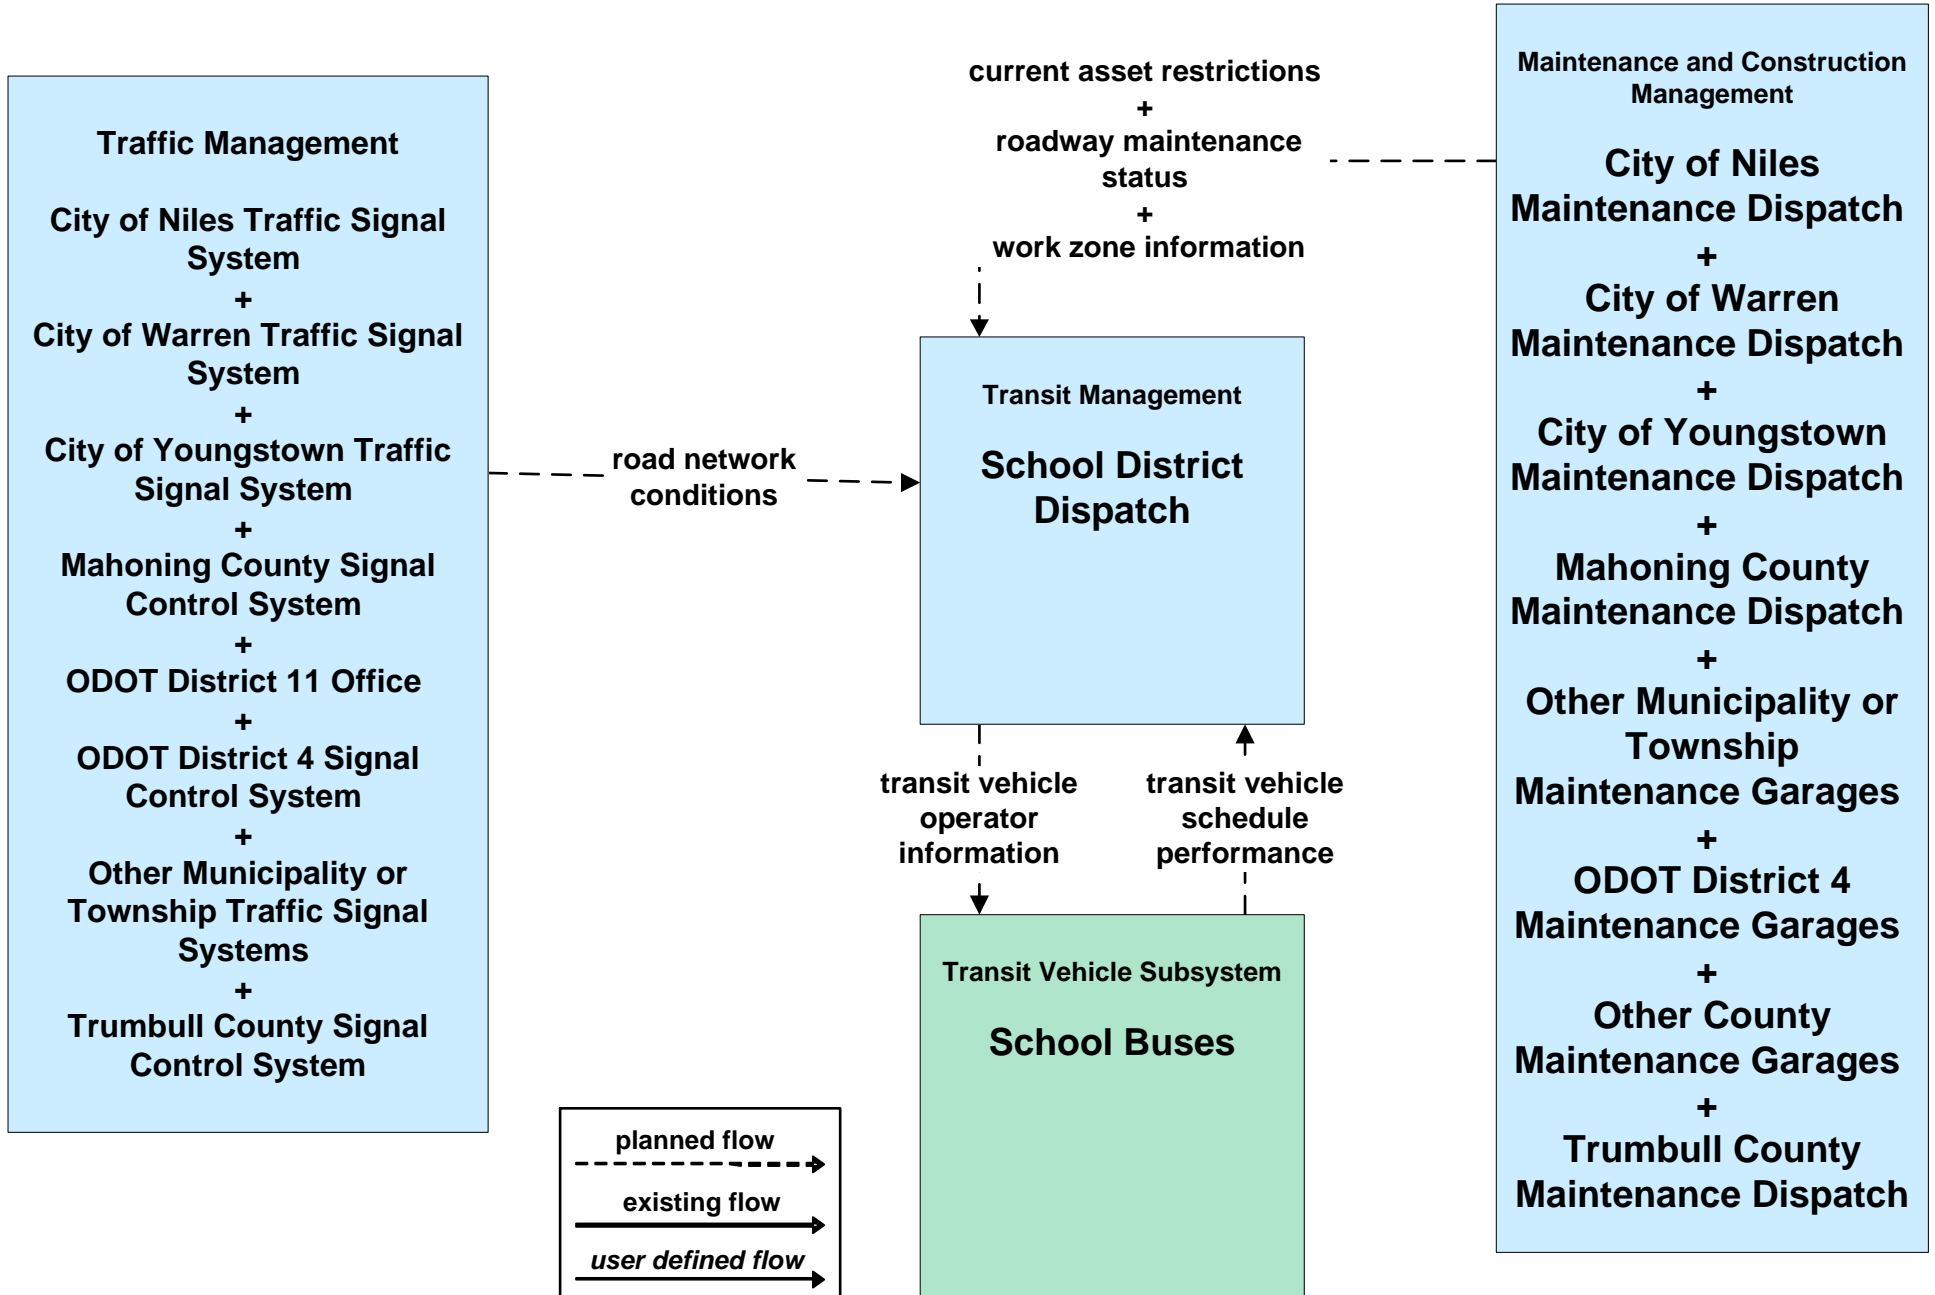 Traffic Management
City of Niles Traffic Signal
System
+
City of Warren Traffic Signal
System
+
City of Youngstown Traffic
Signal System
+
Mahoning County Signal
Control System
+
ODOT District 11 Office
+
ODOT District 4 Signal
Control System
+
Other Municipality or
Township Traffic Signal
Systems
+
Trumbull County Signal
Control System
road network
conditions
current asset restrictions
+
roadway maintenance
status
+
work zone information
Transit Management
School District
Dispatch
transit vehicle
operator
information
transit vehicle
schedule
performance
Transit Vehicle Subsystem
School Buses
planned flow
existing flow
user defined flow
Maintenance and Construction
Management
City of Niles
Maintenance Dispatch
+
City of Warren
Maintenance Dispatch
+
City of Youngstown
Maintenance Dispatch
+
Mahoning County
Maintenance Dispatch
+
Other Municipality or
Township
Maintenance Garages
+
ODOT District 4
Maintenance Garages
+
Other County
Maintenance Garages
+
Trumbull County
Maintenance Dispatch